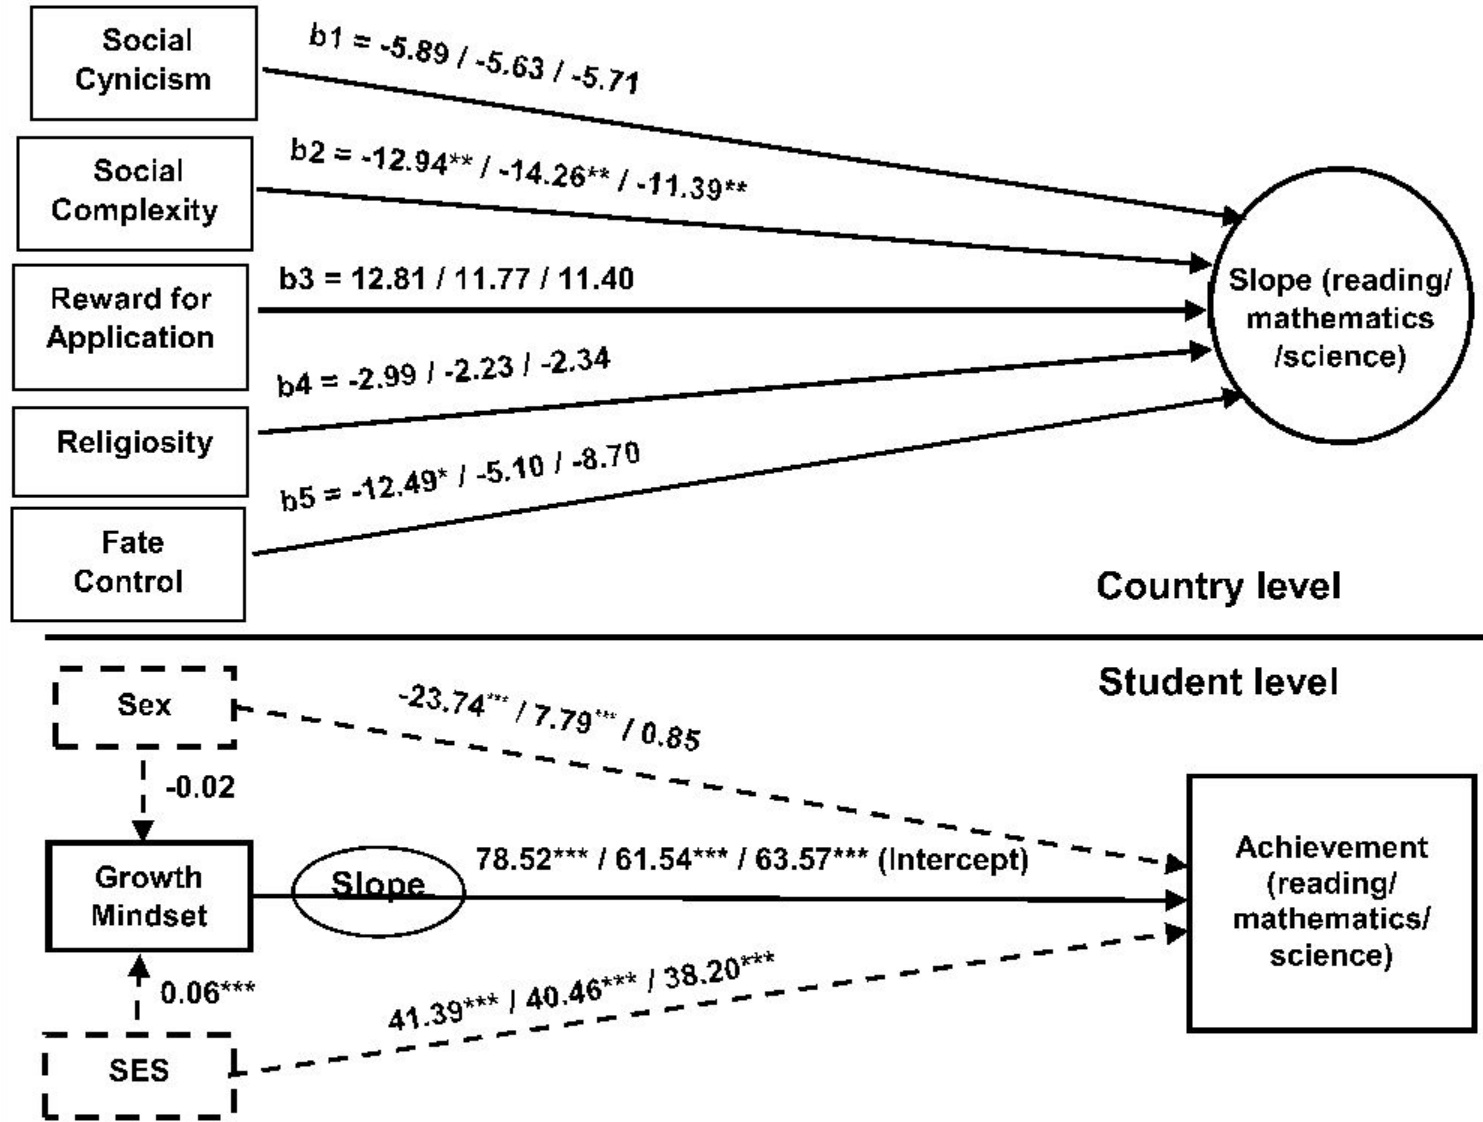 Social
Cynicism
b1 = -5.89 / -5.63 / -5.71
Social
Complexity
b2 = -12.94** / -14.26** / -11.39**
Reward for
Application
b3 = 12.81 / 11.77 / 11.40
Religiosity
b4 = -2.99 / -2.23 / -2.34
Fate
Control
b5 = -12.49* / -5.10 / -8.70
Slope (reading/
mathematics
/science)
Country level
Student level
Sex
-23.74*** / 7.79*** / 0.85
-0.02
Growth
Mindset
Slope
78.52*** / 61.54*** / 63.57*** (Intercept)
Achievement
(reading/
mathematics/
science)
0.06***
41.39*** / 40.46*** / 38.20***
SES